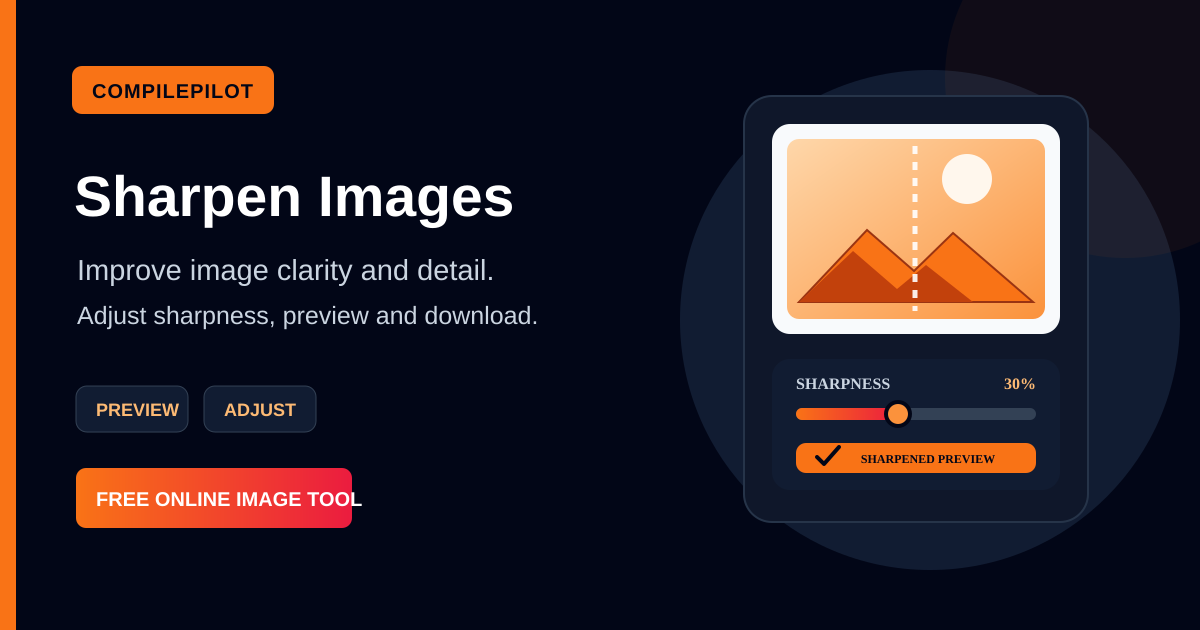 COMPILEPILOT
Sharpen Images
Improve image clarity and detail.
Adjust sharpness, preview and download.
PREVIEW
ADJUST
FREE ONLINE IMAGE TOOL
SHARPNESS
30%
SHARPENED PREVIEW